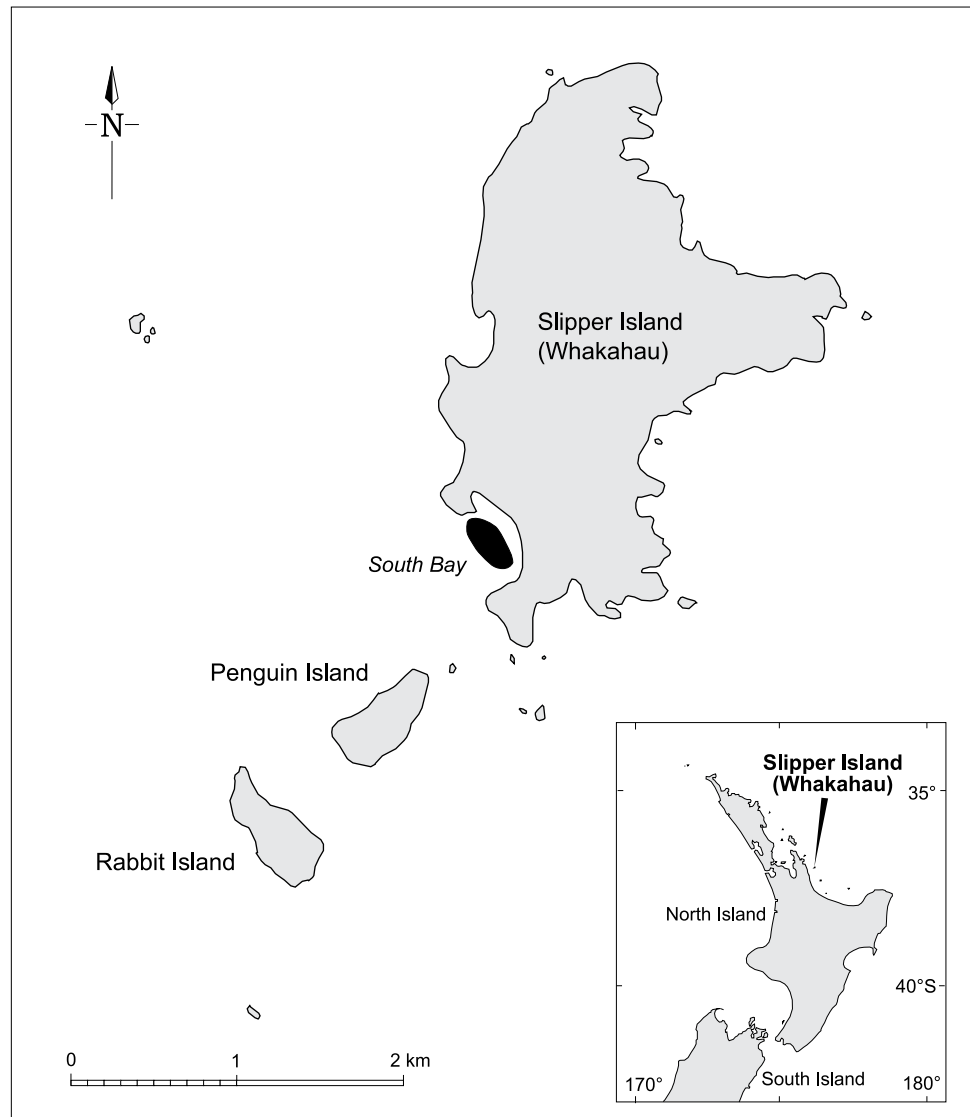 N
Slipper Island
(Whakahau)
South Bay
Penguin Island
Rabbit Island
0 1 2 km
Slipper Island
(Whakahau)
35°
North Island
40°S
170° South Island 180°